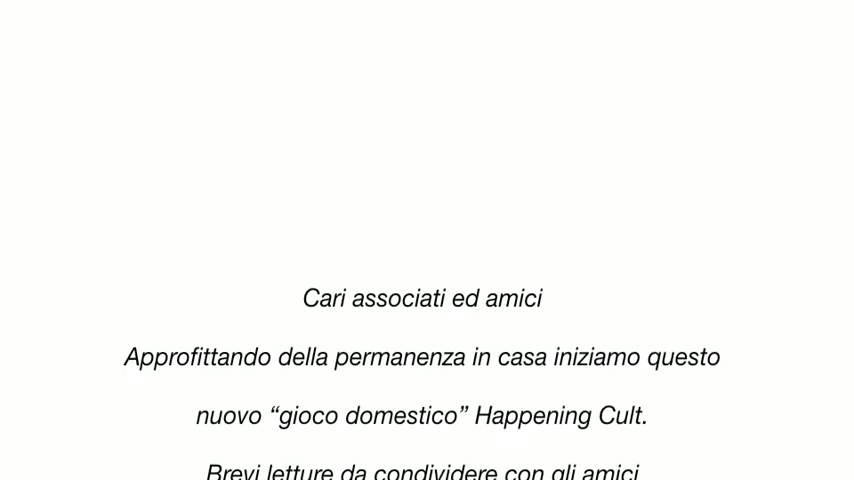 Cari associati ed amici
Approfittando della permanenza in casa iniziamo questo
nuovo “gioco domestico” Happening Cult.
Brevi letture da condividere con gli amici